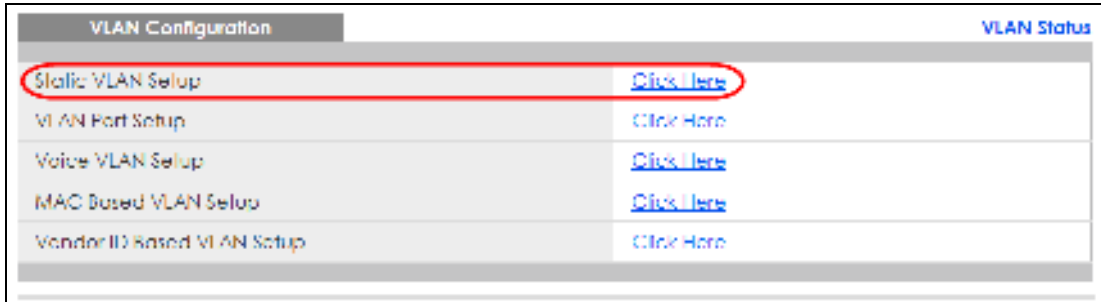 VLAN Configuration VLAN Status
Static VLAN Setup Click Here
VLAN Port Setup Click Here
Voice VLAN Setup Click Here
MAC Based VLAN Setup Click Here
Vendor ID Based VLAN Setup Click Here